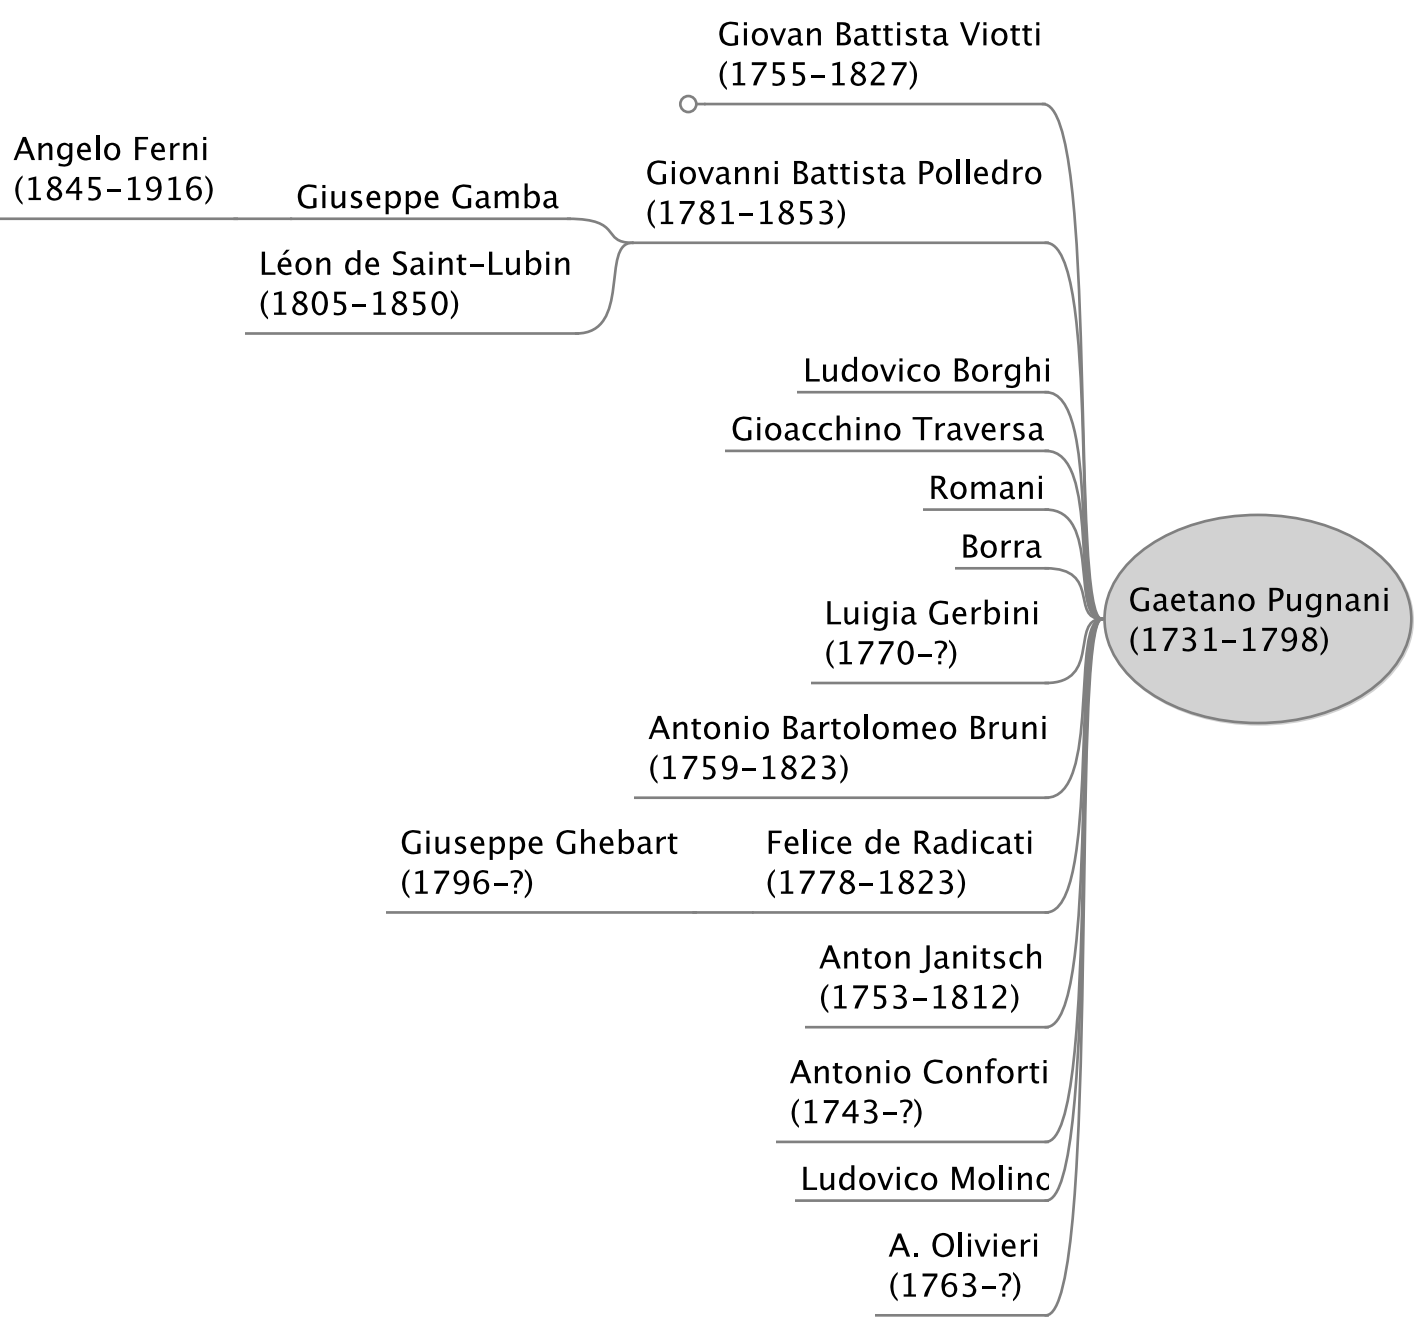 Giovan Battista Viotti
(1755–1827)
Angelo Ferni
(1845–1916)
Giuseppe Gamba
Giovanni Battista Polledro
(1781–1853)
Léon de Saint–Lubin
(1805–1850)
Ludovico Borghi
Gioacchino Traversa
Romani
Borra
Luigia Gerbini
(1770–?)
Gaetano Pugnani
(1731–1798)
Antonio Bartolomeo Bruni
(1759–1823)
Giuseppe Ghebart
(1796–?)
Felice de Radicati
(1778–1823)
Anton Janitsch
(1753–1812)
Antonio Conforti
(1743–?)
Ludovico Molino
A. Olivieri
(1763–?)